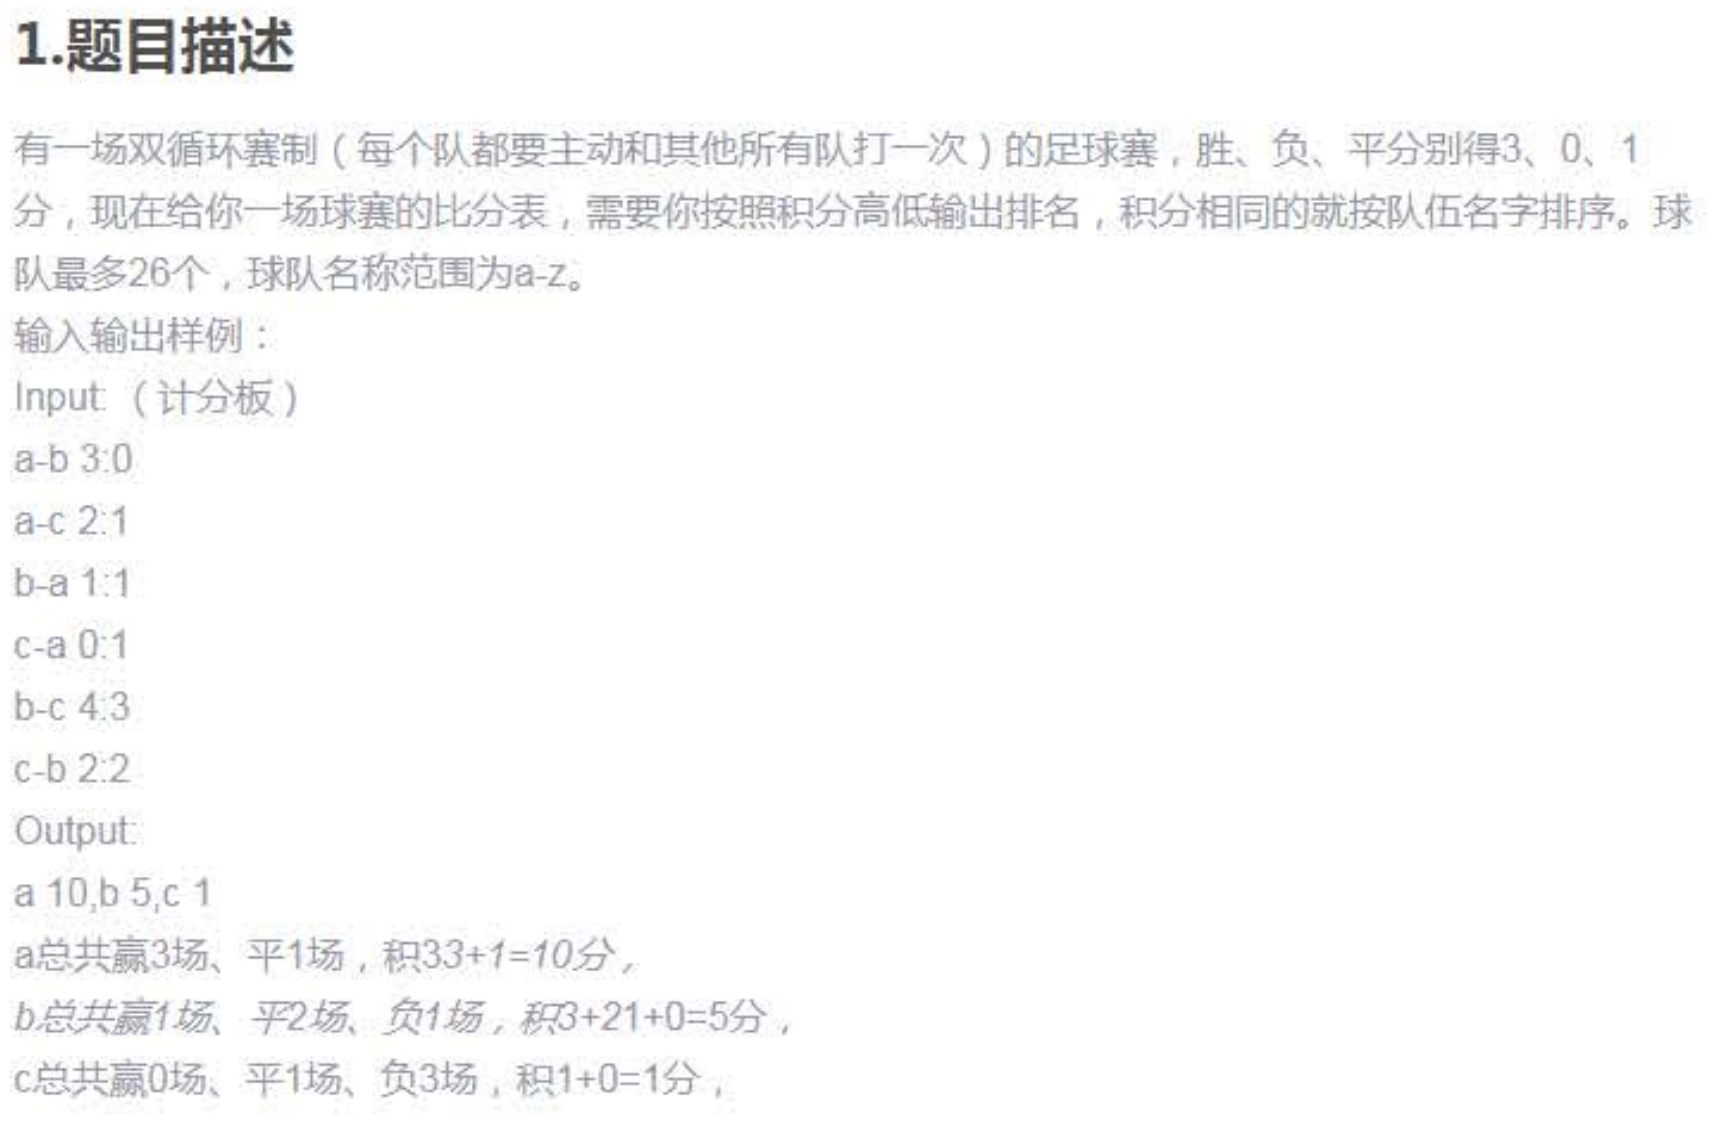 1.题目描述
有一场双循环赛制（每个队都要主动和其他所有队打一次）的足球赛，胜、负、平分别得3、0、1
分，现在给你一场球赛的比分表，需要你按照积分高低输出排名，积分相同的就按队伍名字排序。球
队最多26个，球队名称范围为a-z。
输入输出样例：
Input: （计分板）
a-b 3:0
a-c 2:1
b-a 1:1
c-a 0:1
b-c 4:3
c-b 2:2
Output:
a 10,b 5,c 1
a总共赢3场、平1场，积33+1=10分，
b总共赢1场、平2场、负1场，积3+21+0=5分，
c总共赢0场、平1场、负3场，积1+0=1分，